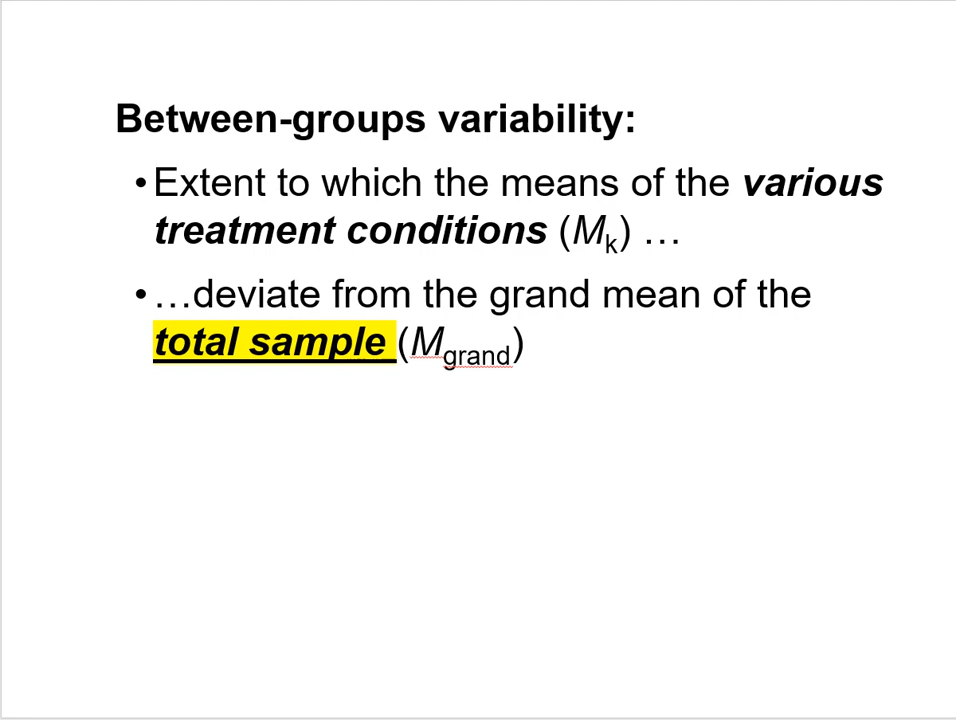 Between-groups variability:
•Extent to which the means of the various
treatment conditions (Mk) …
•…deviate from the grand mean of the
total sample (Mgrand)